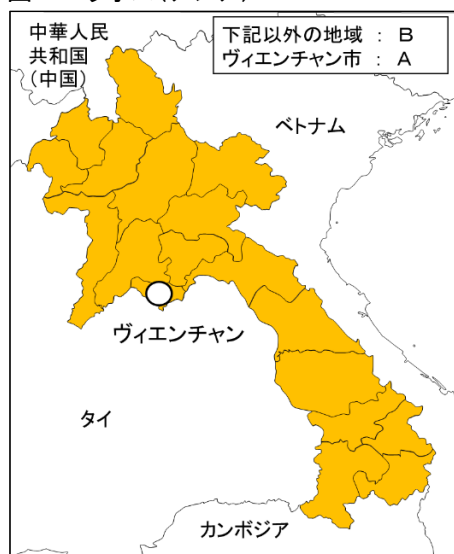 中華人民
共和国
(中国)
下記以外の地域 : B
ヴィエンチャン市 : A
ベトナム
ヴィエンチャン
タイ
カンボジア